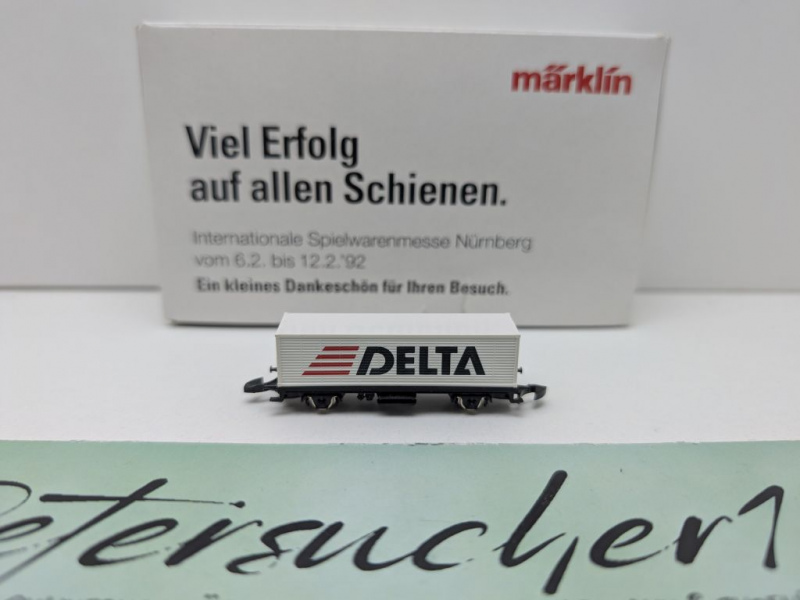 märklin
Viel Erfolg
auf allen Schienen.
Internationale Spielwarenmesse Nürnberg
vom 6.2. bis 12.2.'92
Ein kleines Dankeschön für Ihren Besuch.
DELTA
Petersucher1